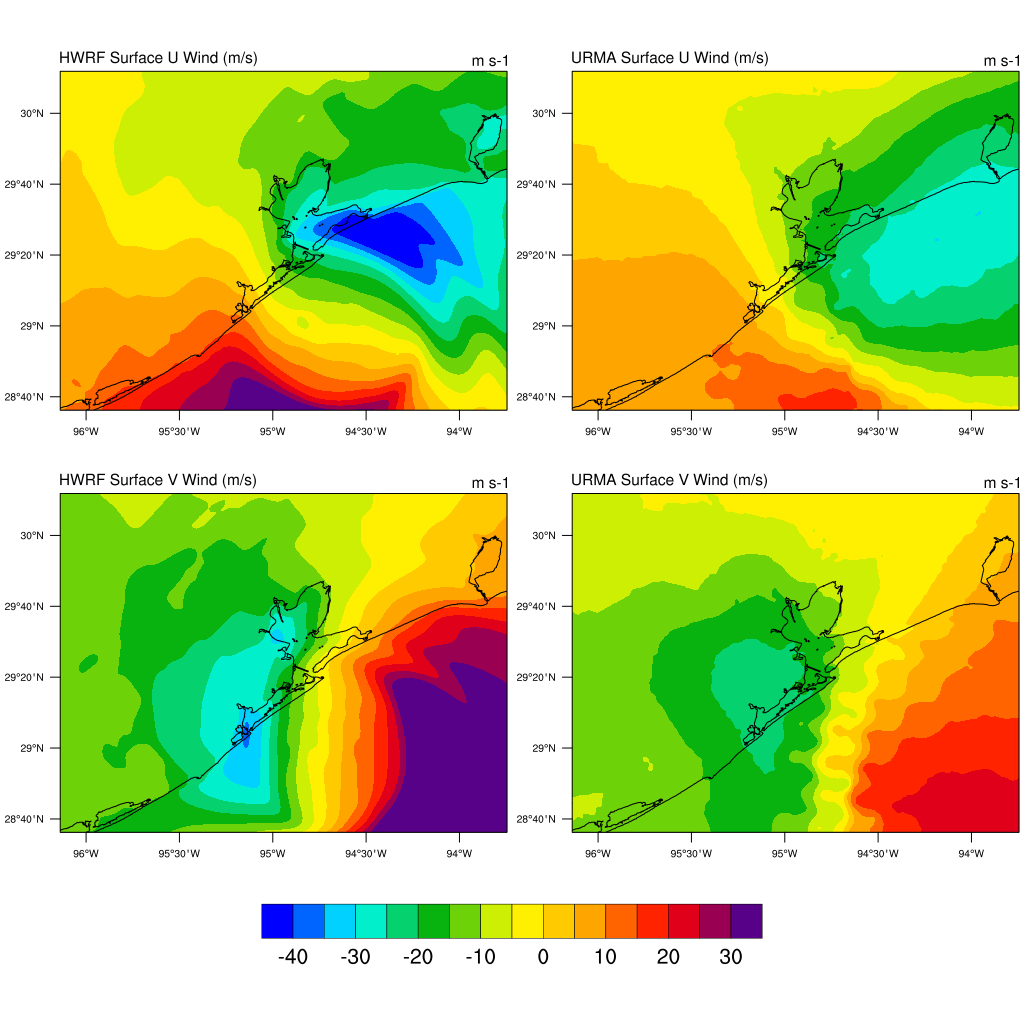 HWRF Surface U Wind (m/s) m s-1
URMA Surface U Wind (m/s) m s-1
30°N
29°40'N
29°20'N
29°N
28°40'N
96°W 95°30'W 95°W 94°30'W 94°W
30°N
29°40'N
29°20'N
29°N
28°40'N
96°W 95°30'W 95°W 94°30'W 94°W
HWRF Surface V Wind (m/s) m s-1
URMA Surface V Wind (m/s) m s-1
30°N
29°40'N
29°20'N
29°N
28°40'N
96°W 95°30'W 95°W 94°30'W 94°W
30°N
29°40'N
29°20'N
29°N
28°40'N
96°W 95°30'W 95°W 94°30'W 94°W
-40 -30 -20 -10 0 10 20 30